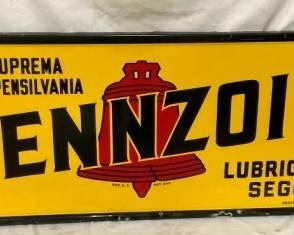 UPREMA
PENSILVANIA
ENNZOI
LUBRIC
SEG